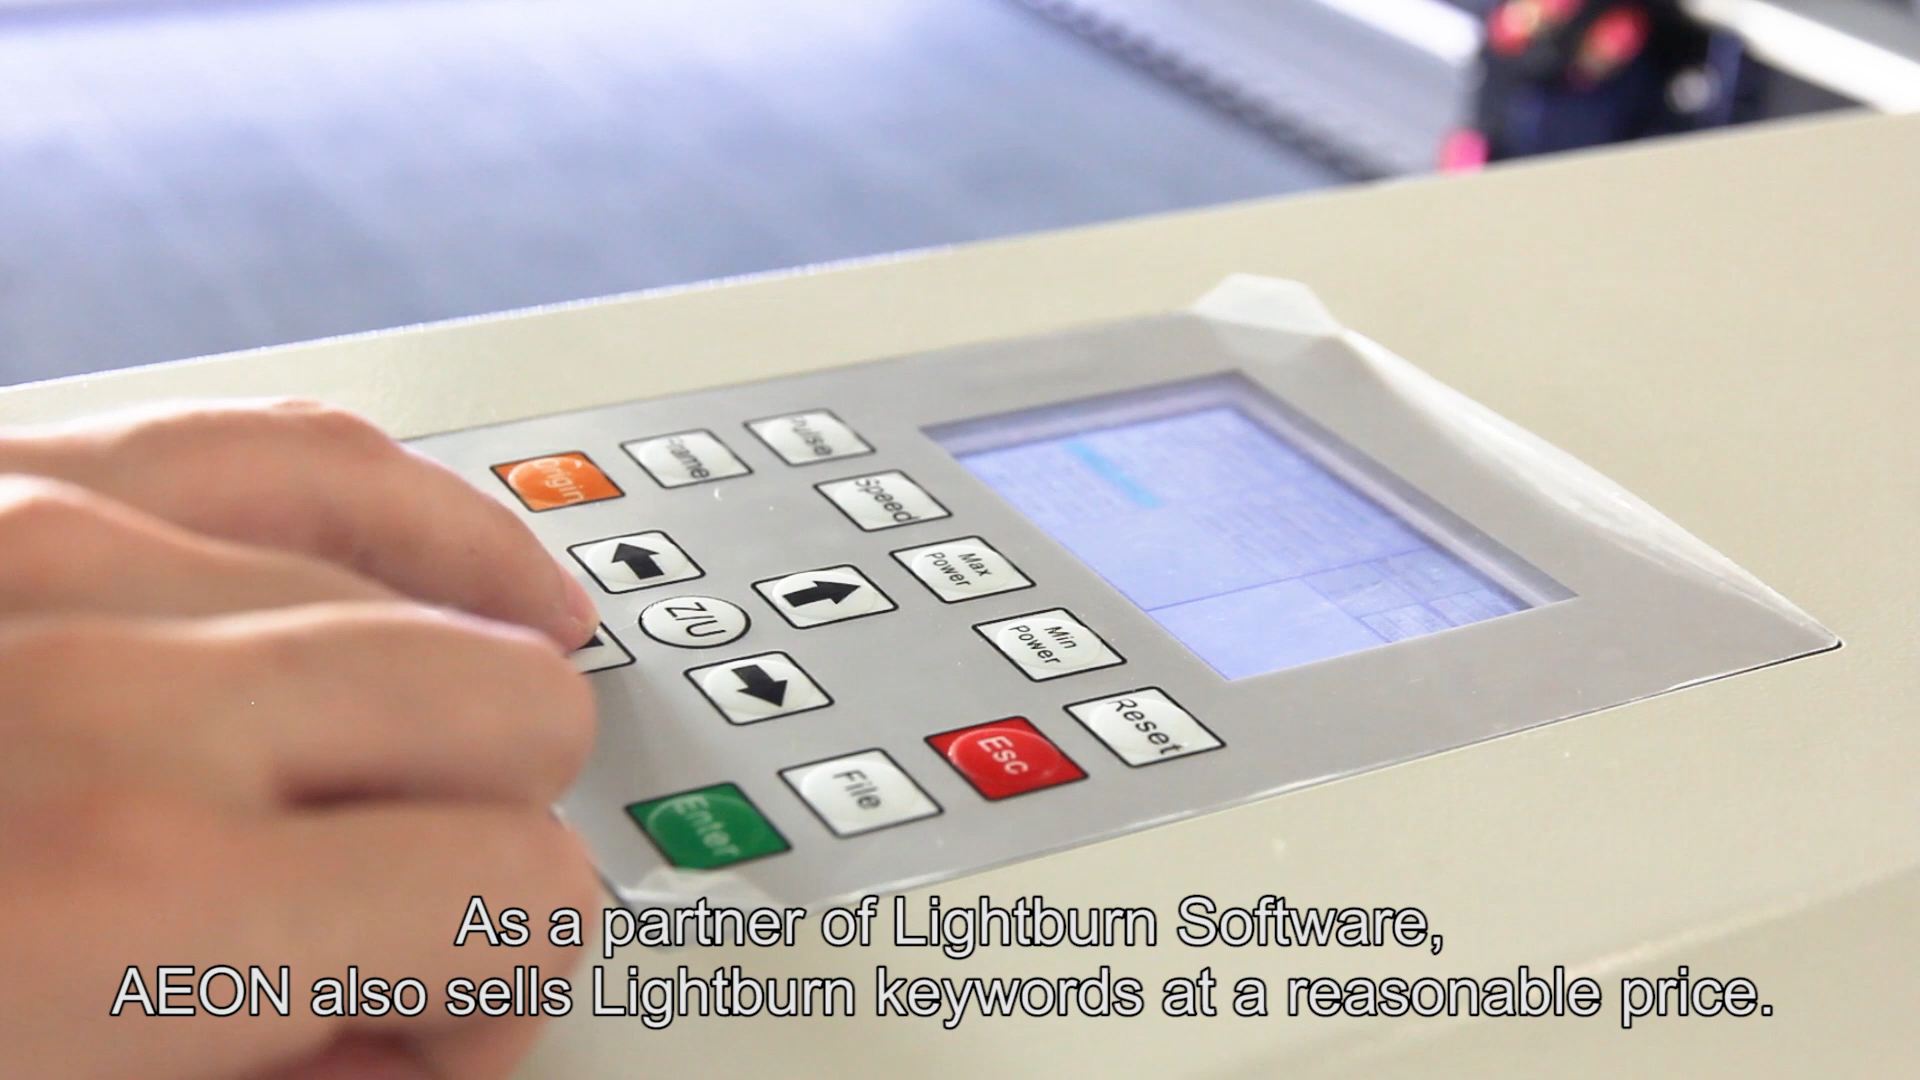 Pulse
Frame
Origin
Speed
Max
Power
Z/U
Min
Power
Reset
Esc
File
Enter
As a partner of Lightburn Software,
AEON also sells Lightburn keywords at a reasonable price.